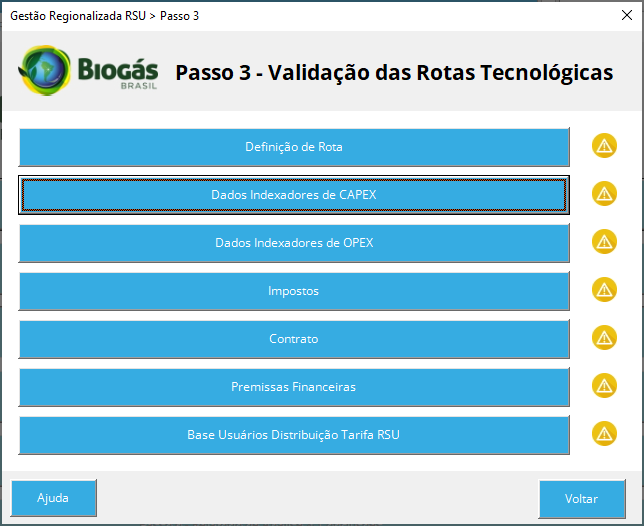 Gestão Regionalizada RSU > Passo 3
BIOGÁS
BRASIL
Passo 3 - Validação das Rotas Tecnológicas
Definição de Rota
Dados Indexadores de CAPEX
Dados Indexadores de OPEX
Impostos
Contrato
Premissas Financeiras
Base Usuários Distribuição Tarifa RSU
Ajuda
Voltar